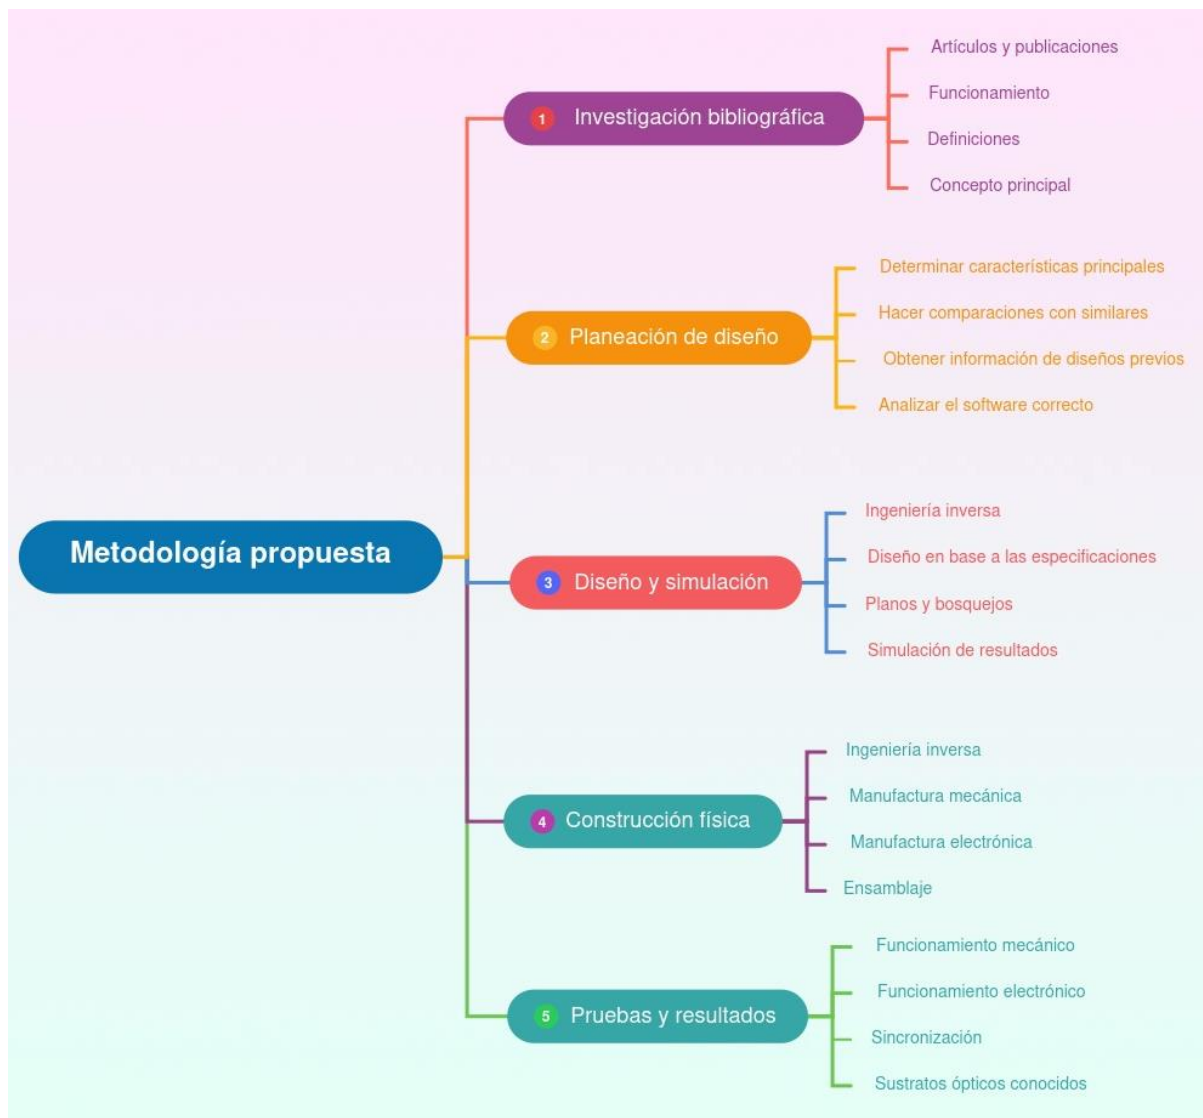 Metodología propuesta
1 Investigación bibliográfica
Artículos y publicaciones
Funcionamiento
Definiciones
Concepto principal
2 Planeación de diseño
Determinar características principales
Hacer comparaciones con similares
Obtener información de diseños previos
Analizar el software correcto
3 Diseño y simulación
Ingeniería inversa
Diseño en base a las especificaciones
Planos y bosquejos
Simulación de resultados
4 Construcción física
Ingeniería inversa
Manufactura mecánica
Manufactura electrónica
Ensamblaje
5 Pruebas y resultados
Funcionamiento mecánico
Funcionamiento electrónico
Sincronización
Sustratos ópticos conocidos